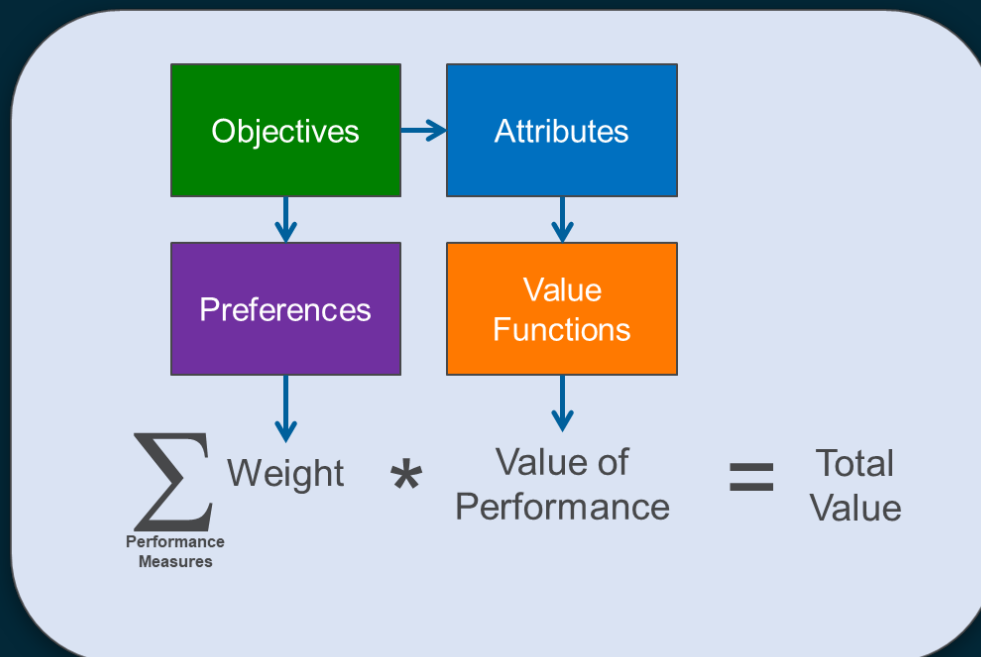 Objectives
Attributes
Preferences
Value
Functions
∑ Weight * Value of
Performance = Total
Value
Performance
Measures